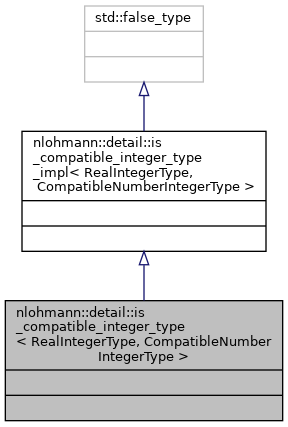 std::false_type
nlohmann::detail::is
_compatible_integer_type
_impl< RealIntegerType,
CompatibleNumberIntegerType >
nlohmann::detail::is
_compatible_integer_type
< RealIntegerType, CompatibleNumber
IntegerType >